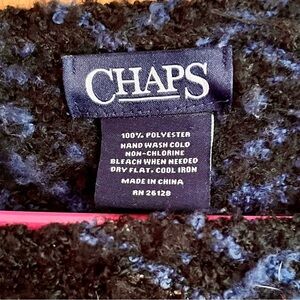 CHAPS
100% POLYESTER
HAND WASH COLD
NON-CHLORINE
BLEACH WHEN NEEDED
DRY FLAT. COOL IRON
MADE IN CHINA
RN 26128